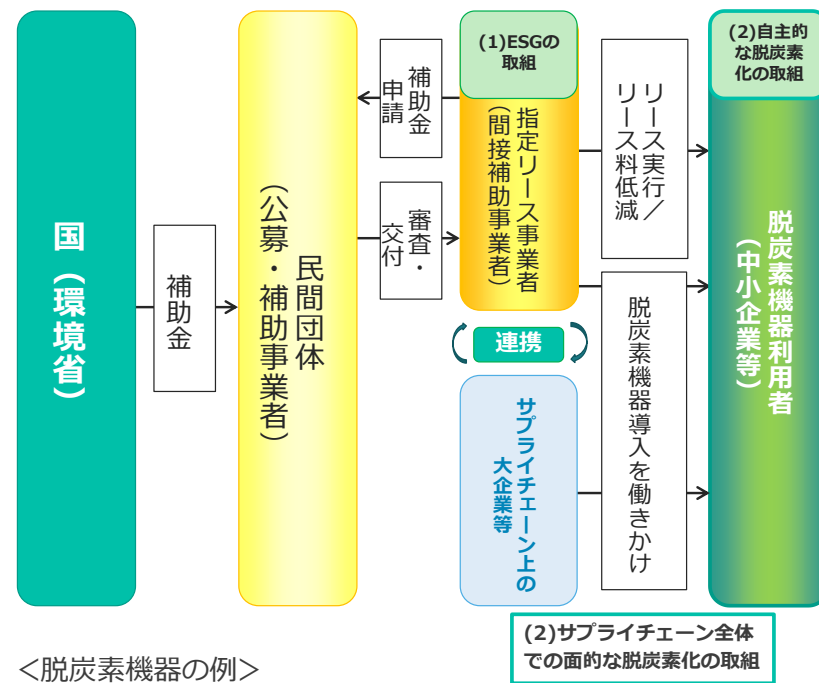 国（環境省）
補助金
民間団体
（公募・補助事業者）
補助金
申請
審査・
交付
(1)ESGの
取組
指定リース事業者
（間接補助事業者）
連携
サプライチェーン上の
大企業等
リース実行／
リース料低減
脱炭素機器導入を働きかけ
(2)自主的
な脱炭素
化の取組
脱炭素機器利用者
（中小企業等）
(2)サプライチェーン全体
での面的な脱炭素化の取組
＜脱炭素機器の例＞